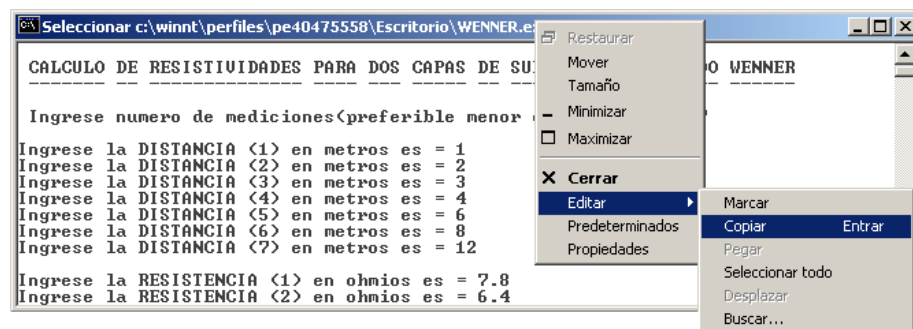 Seleccionar c:\winnt\perfiles\pe40475558\Escritorio\WENNER.e
CALCULO DE RESISTIVIDADES PARA DOS CAPAS DE SU
O WENNER
Ingrese numero de mediciones(preferible menor
Ingrese la DISTANCIA (1) en metros es = 1
Ingrese la DISTANCIA (2) en metros es = 2
Ingrese la DISTANCIA (3) en metros es = 3
Ingrese la DISTANCIA (4) en metros es = 4
Ingrese la DISTANCIA (5) en metros es = 6
Ingrese la DISTANCIA (6) en metros es = 8
Ingrese la DISTANCIA (7) en metros es = 12
Ingrese la RESISTENCIA (1) en ohmios es = 7.8
Ingrese la RESISTENCIA (2) en ohmios es = 6.4
Restaurar
Mover
Tamaño
Minimizar
Maximizar
Cerrar
Editar
Predeterminados
Propiedades
Marcar
Copiar Entrar
Pegar
Seleccionar todo
Desplazar
Buscar...